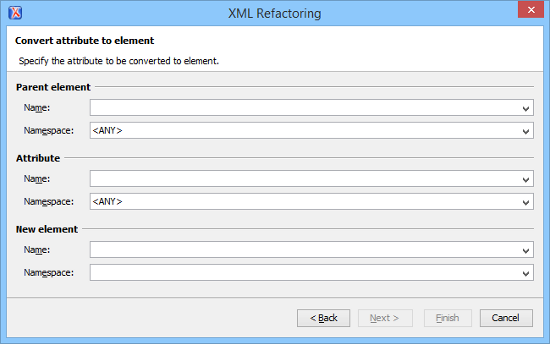 XML Refactoring
Convert attribute to element
Specify the attribute to be converted to element.
Parent element
Name:
Namespace: <ANY>
Attribute
Name:
Namespace: <ANY>
New element
Name:
Namespace:
< Back Next > Finish Cancel